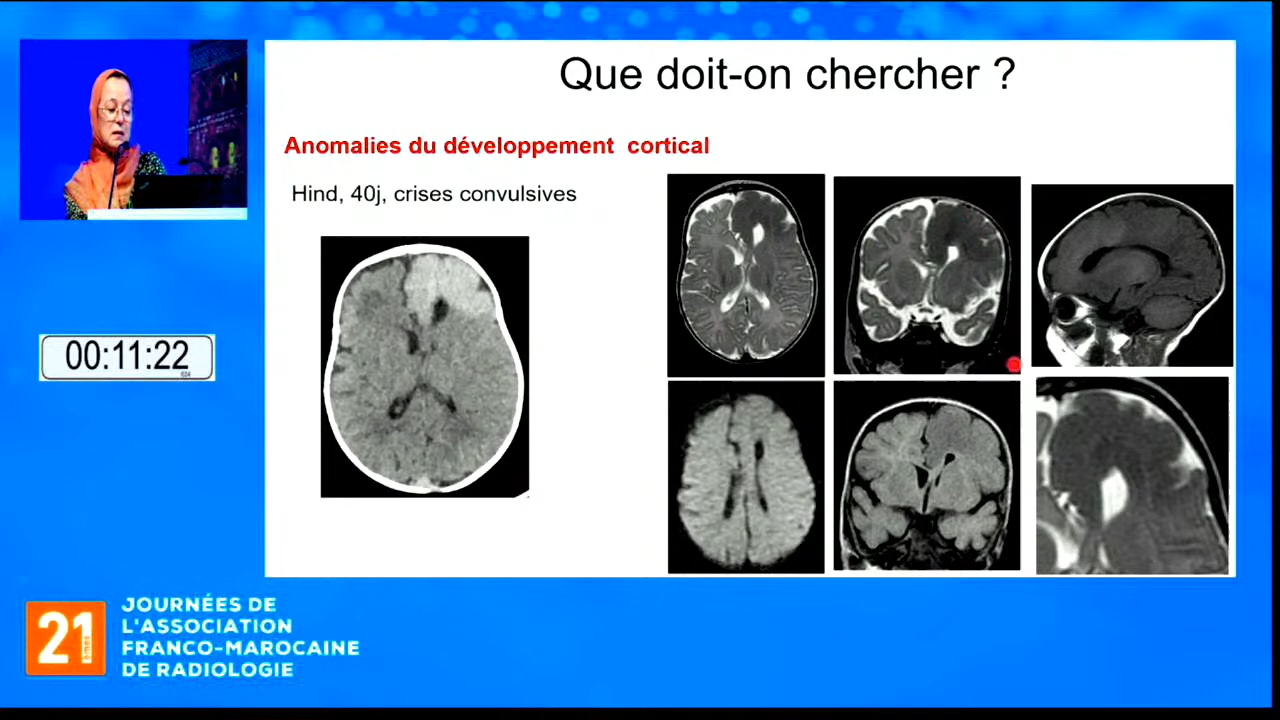 Que doit-on chercher ?
Anomalies du développement cortical
Hind, 40j, crises convulsives
00:11:22
21
JOURNÉES DE
L'ASSOCIATION
FRANCO-MAROCAINE
DE RADIOLOGIE